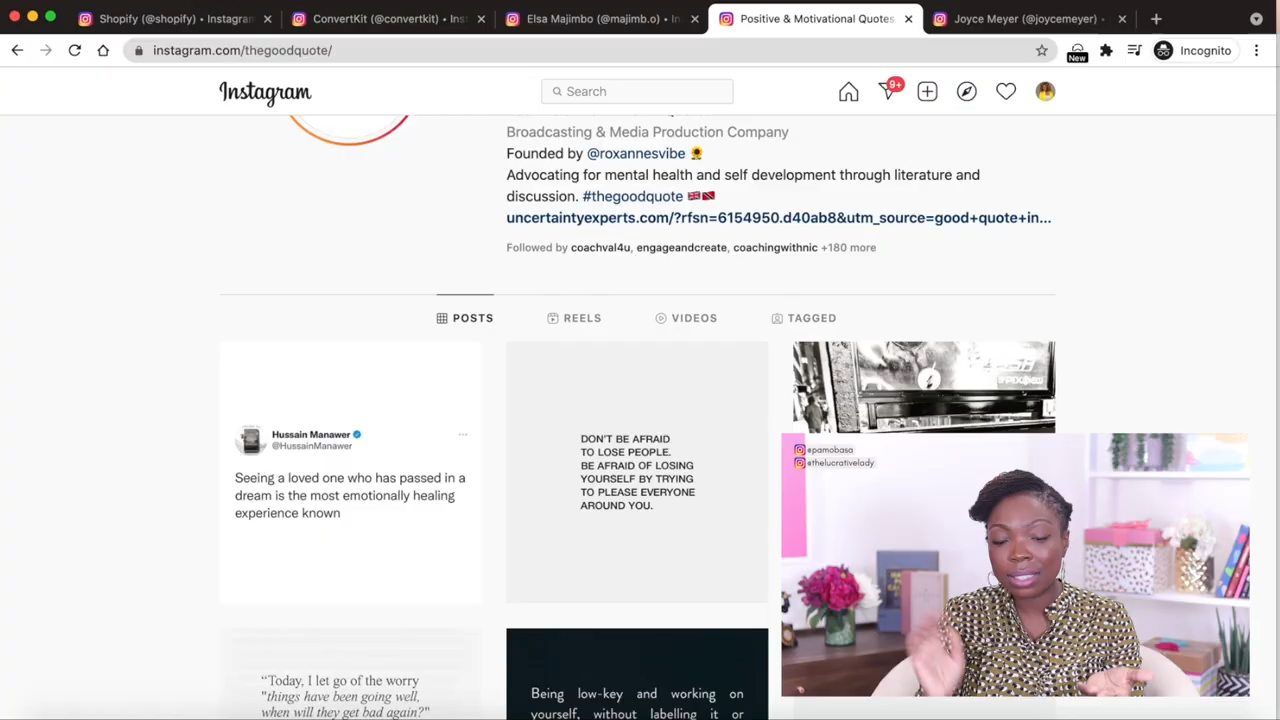 Shopify (@shopify) • Instagram
ConvertKit (@convertkit) • Inst
Elsa Majimbo (@majimb.o) • In
Positive & Motivational Quotes
Joyce Meyer (@joycemeyer) •
instagram.com/thegoodquote/
New
Incognito
Instagram
Search
9+
Broadcasting & Media Production Company
Founded by @roxannesvibe 🌻
Advocating for mental health and self development through literature and
discussion. #thegoodquote 🇬🇧🇹🇹
uncertaintyexperts.com/?rfsn=6154950.d40ab8&utm_source=good+quote+in...
Followed by coachval4u, engageandcreate, coachingwithnic +180 more
POSTS
REELS
VIDEOS
TAGGED
Hussain Manawer
@HussainManawer
Seeing a loved one who has passed in a
dream is the most emotionally healing
experience known
DON'T BE AFRAID
TO LOSE PEOPLE.
BE AFRAID OF LOSING
YOURSELF BY TRYING
TO PLEASE EVERYONE
AROUND YOU.
@pamobasa
@thelucrativelady
“Today, I let go of the worry
"things have been going well,
when will they get bad again?"
Being low-key and working on
yourself, without labelling it or